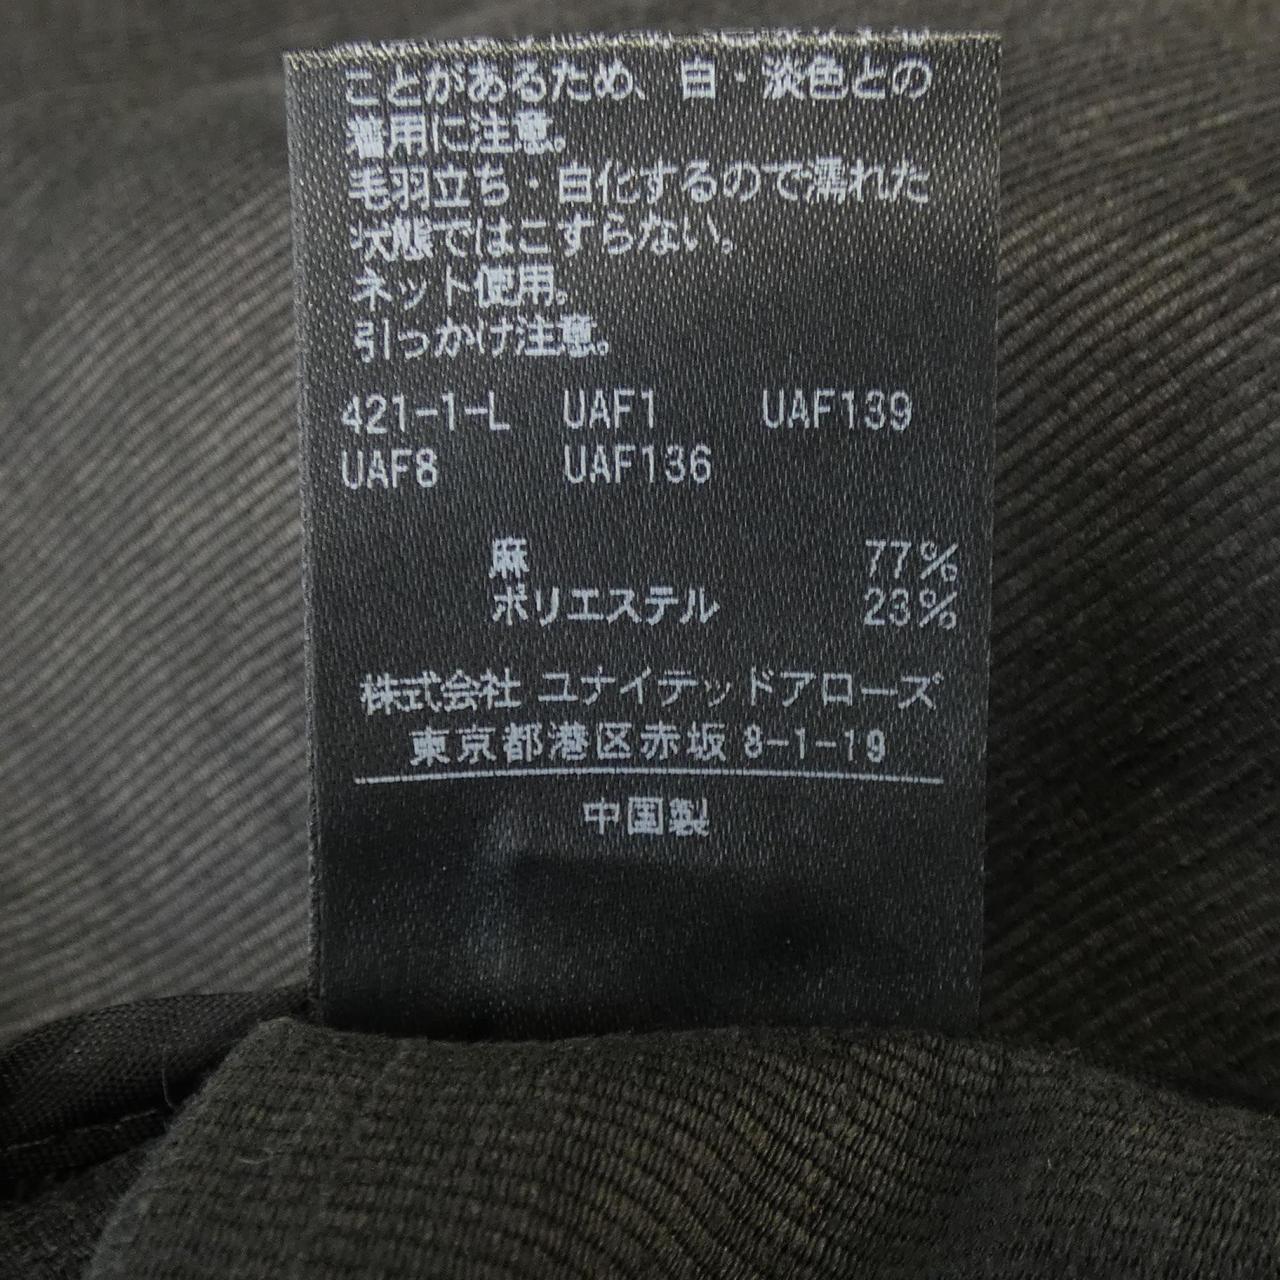 ことがあるため、白・淡色との
着用に注意。
毛羽立ち・白化するので濡れた
状態ではこすらない。
ネット使用。
引っかけ注意。
421-1-L UAF1 UAF139
UAF8 UAF136
麻 77%
ポリエステル 23%
株式会社 ユナイテッドアローズ
東京都港区赤坂 8-1-19
中国製